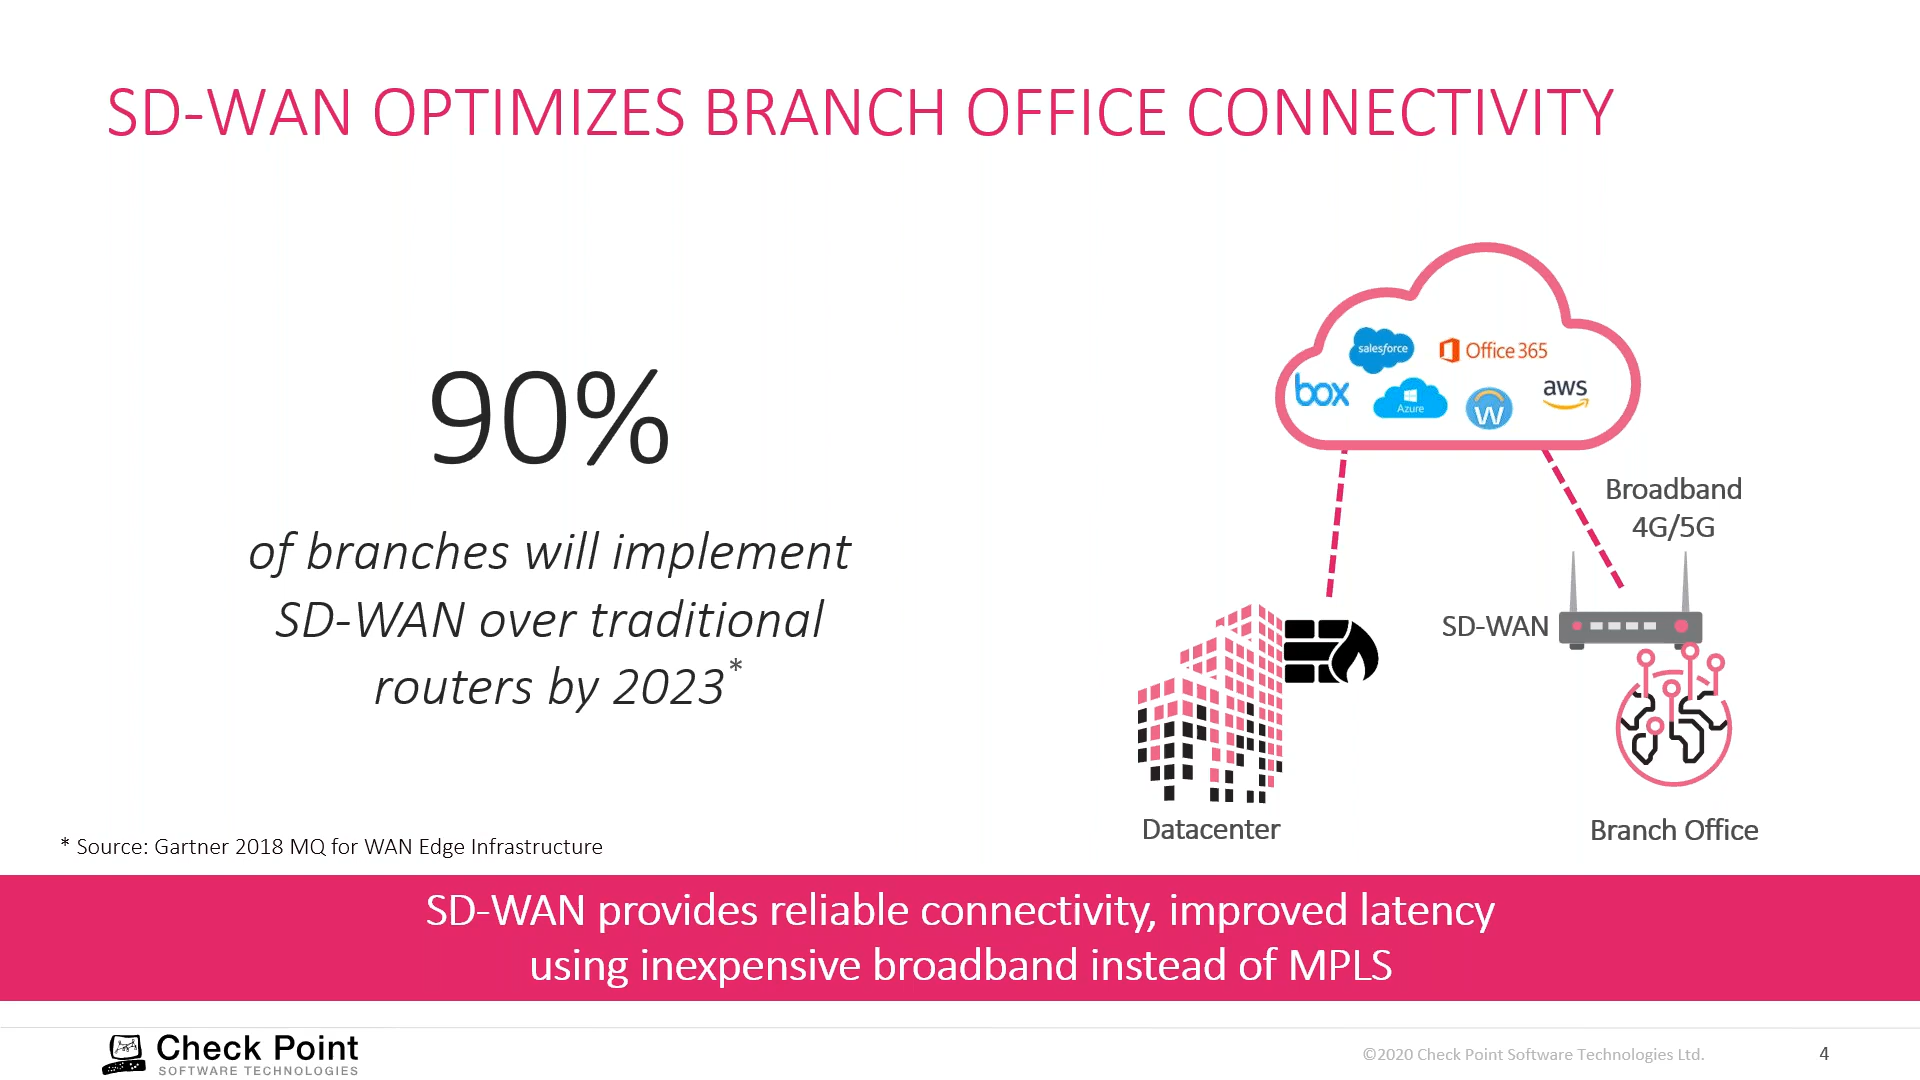 SD-WAN OPTIMIZES BRANCH OFFICE CONNECTIVITY
90%
of branches will implement
SD-WAN over traditional
routers by 2023*
salesforce
Office 365
box
Azure
W
aws
Broadband
4G/5G
SD-WAN
Datacenter
Branch Office
* Source: Gartner 2018 MQ for WAN Edge Infrastructure
SD-WAN provides reliable connectivity, improved latency
using inexpensive broadband instead of MPLS
Check Point
SOFTWARE TECHNOLOGIES
©2020 Check Point Software Technologies Ltd.
4